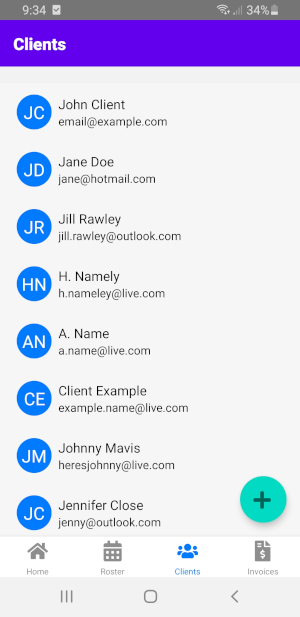 9:34 34%
Clients
JC John Client
email@example.com
JD Jane Doe
jane@hotmail.com
JR Jill Rawley
jill.rawley@outlook.com
HN H. Namely
h.nameley@live.com
AN A. Name
a.name@live.com
CE Client Example
example.name@live.com
JM Johnny Mavis
heresjohnny@live.com
JC Jennifer Close
jenny@outlook.com
Home Roster Clients Invoices